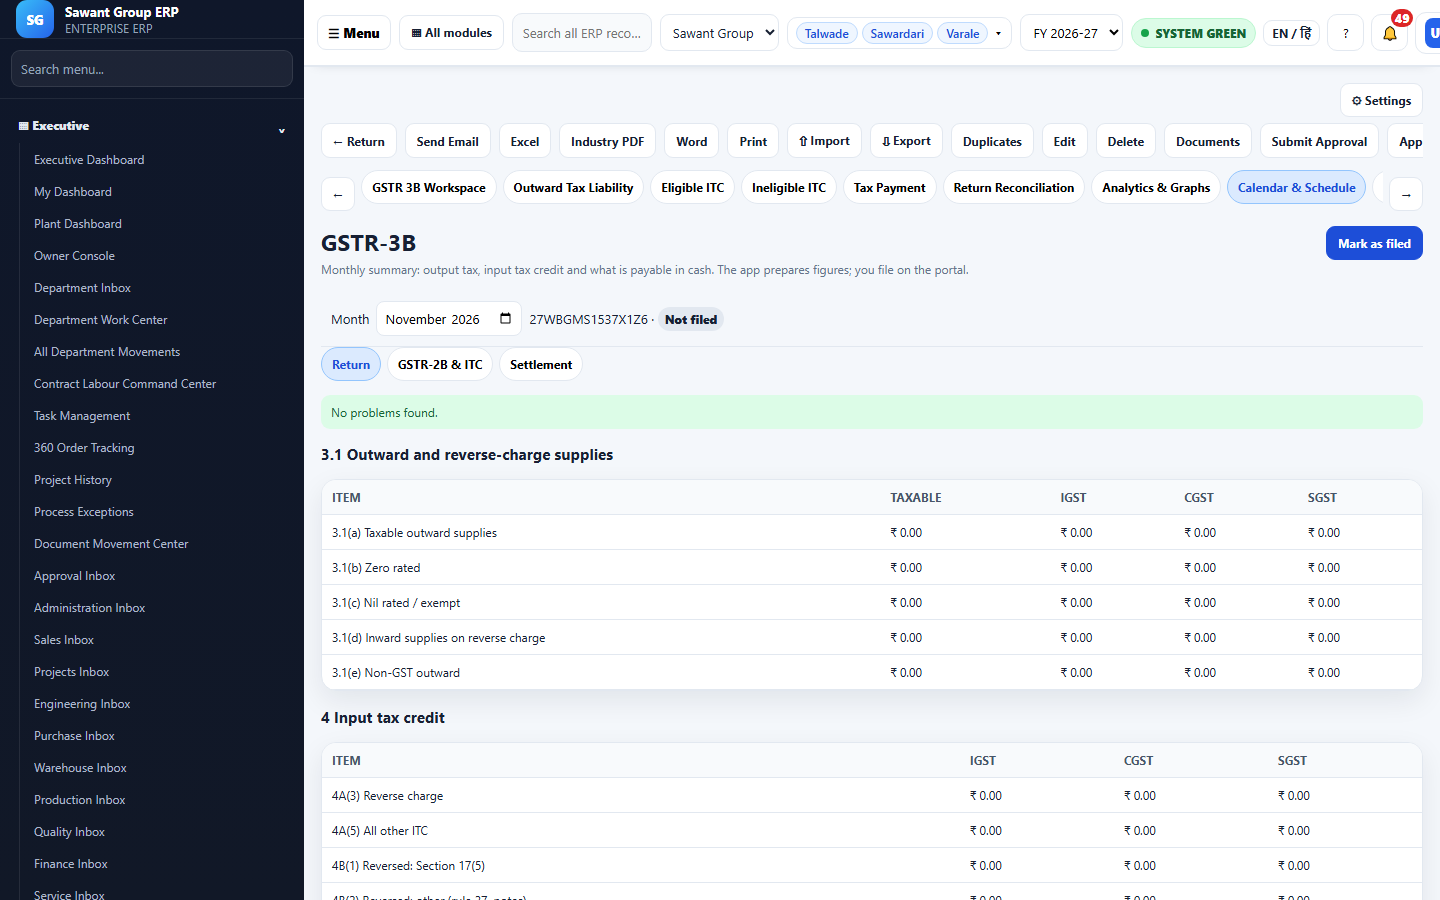 SG
Sawant Group ERP
ENTERPRISE ERP
Search menu...
Executive
Executive Dashboard
My Dashboard
Plant Dashboard
Owner Console
Department Inbox
Department Work Center
All Department Movements
Contract Labour Command Center
Task Management
360 Order Tracking
Project History
Process Exceptions
Document Movement Center
Approval Inbox
Administration Inbox
Sales Inbox
Projects Inbox
Engineering Inbox
Purchase Inbox
Warehouse Inbox
Production Inbox
Quality Inbox
Finance Inbox
Service Inbox
☰ Menu
All modules
Search all ERP reco...
Sawant Group
Talwade Sawardari Varale
FY 2026-27
SYSTEM GREEN
EN / हिं
?
49
U
⚙ Settings
← Return Send Email Excel Industry PDF Word Print ⇧ Import ⇩ Export Duplicates Edit Delete Documents Submit Approval App
← GSTR 3B Workspace Outward Tax Liability Eligible ITC Ineligible ITC Tax Payment Return Reconciliation Analytics & Graphs Calendar & Schedule →
GSTR-3B
Mark as filed
Monthly summary: output tax, input tax credit and what is payable in cash. The app prepares figures; you file on the portal.
Month November 2026 27WBGMS1537X1Z6 · Not filed
Return GSTR-2B & ITC Settlement
No problems found.
3.1 Outward and reverse-charge supplies
ITEM TAXABLE IGST CGST SGST
3.1(a) Taxable outward supplies ₹ 0.00 ₹ 0.00 ₹ 0.00 ₹ 0.00
3.1(b) Zero rated ₹ 0.00 ₹ 0.00 ₹ 0.00 ₹ 0.00
3.1(c) Nil rated / exempt ₹ 0.00 ₹ 0.00 ₹ 0.00 ₹ 0.00
3.1(d) Inward supplies on reverse charge ₹ 0.00 ₹ 0.00 ₹ 0.00 ₹ 0.00
3.1(e) Non-GST outward ₹ 0.00 ₹ 0.00 ₹ 0.00 ₹ 0.00
4 Input tax credit
ITEM IGST CGST SGST
4A(3) Reverse charge ₹ 0.00 ₹ 0.00 ₹ 0.00
4A(5) All other ITC ₹ 0.00 ₹ 0.00 ₹ 0.00
4B(1) Reversed: Section 17(5) ₹ 0.00 ₹ 0.00 ₹ 0.00